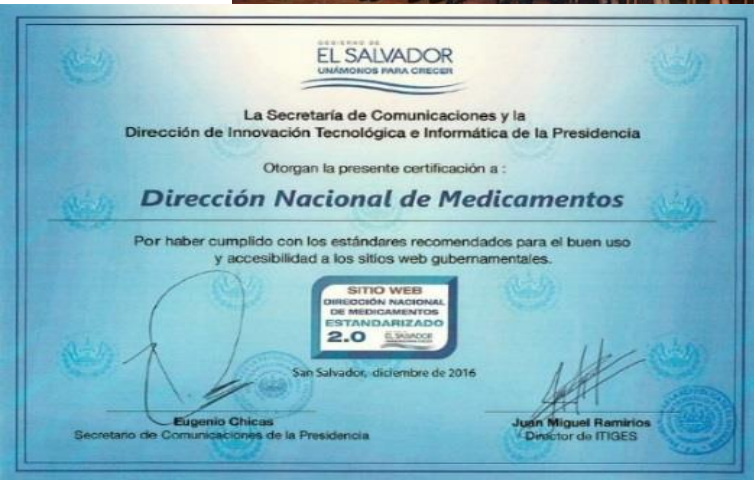 GOBIERNO DE
EL SALVADOR
UNÁMONOS PARA CRECER
La Secretaría de Comunicaciones y la
Dirección de Innovación Tecnológica e Informática de la Presidencia
Otorgan la presente certificación a :
Dirección Nacional de Medicamentos
Por haber cumplido con los estándares recomendados para el buen uso
y accesibilidad a los sitios web gubernamentales.
SITIO WEB
DIRECCIÓN NACIONAL
DE MEDICAMENTOS
ESTANDARIZADO
2.0 EL SALVADOR
San Salvador, diciembre de 2016
Eugenio Chicas
Juan Miguel Ramirios
Secretario de Comunicaciones de la Presidencia
Director de ITIGES